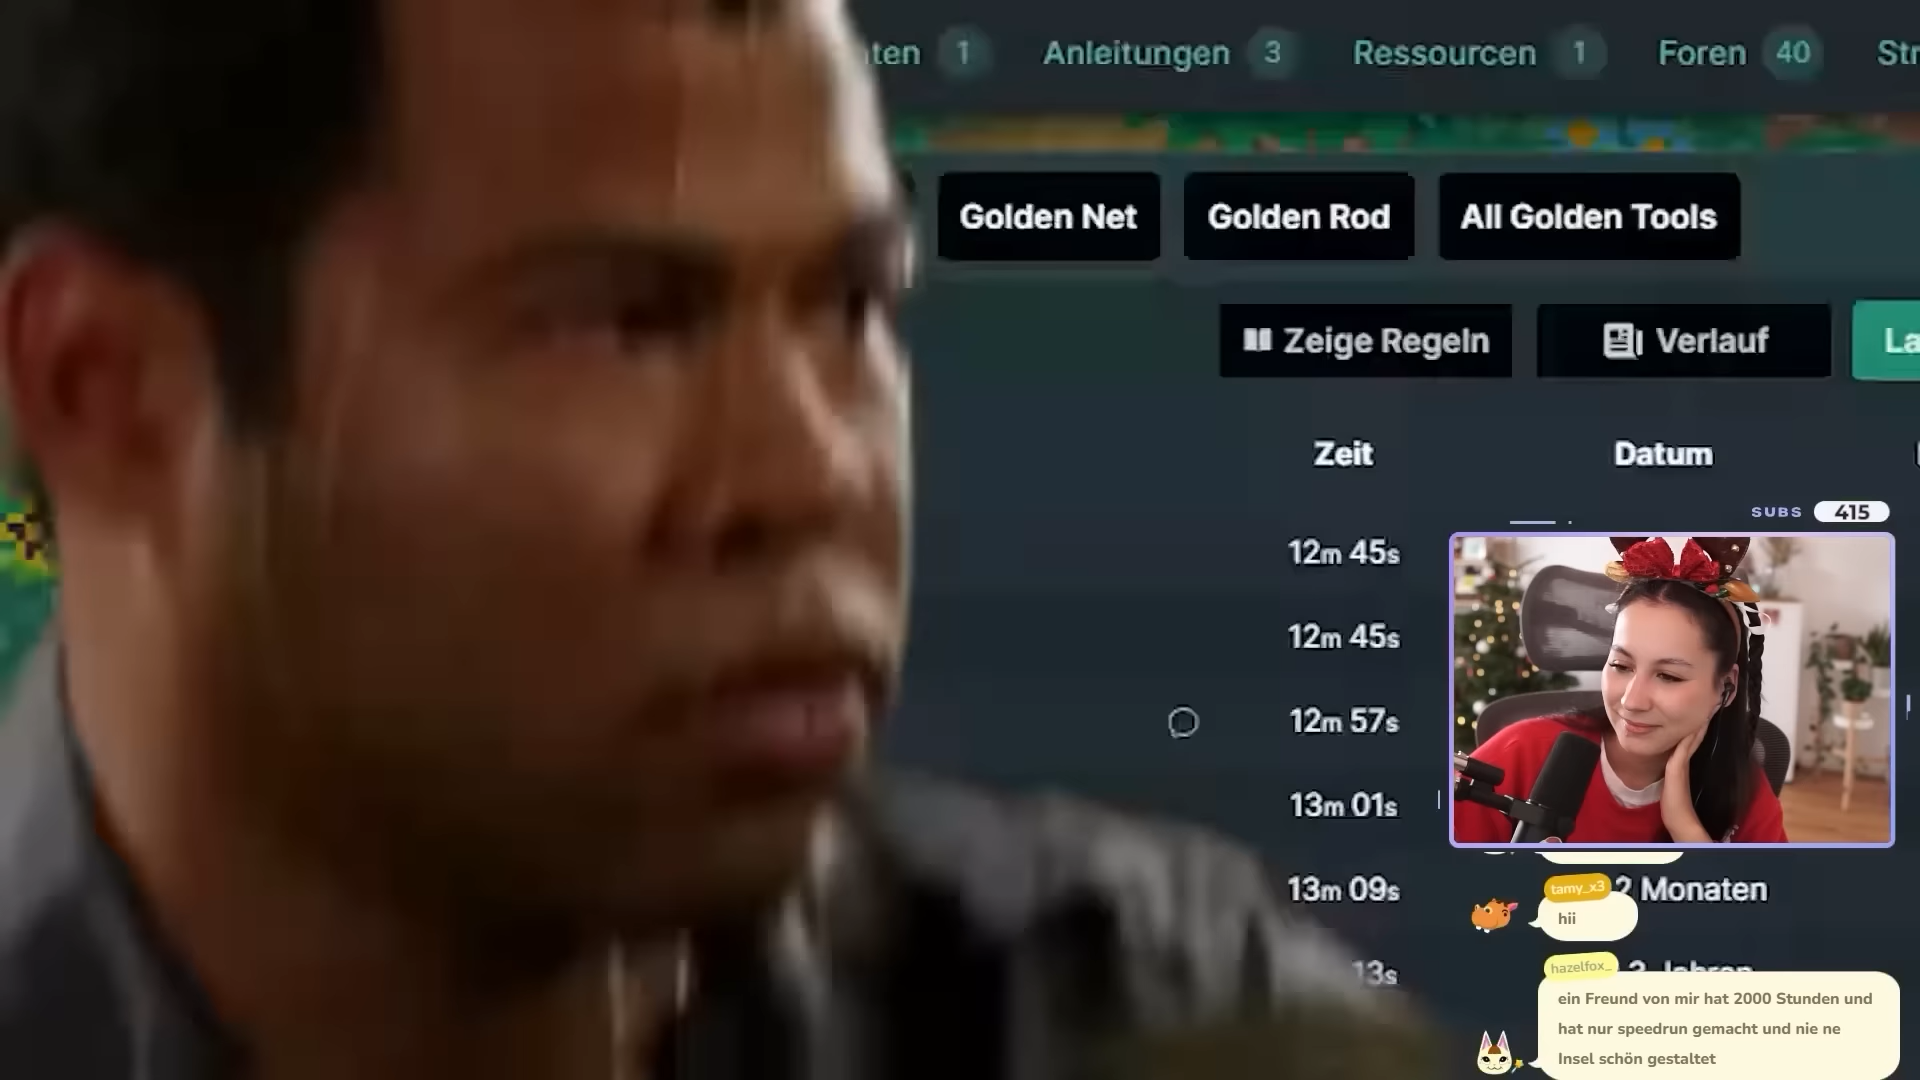 1
Anleitungen 3
Ressourcen 1
Foren 40
Golden Net
Golden Rod
All Golden Tools
Zeige Regeln
Verlauf
Zeit
Datum
SUBS 415
12m 45s
12m 45s
12m 57s
13m 01s
13m 09s
2 Monaten
13s
tamy_x3
hii
hazelfox_
ein Freund von mir hat 2000 Stunden und
hat nur speedrun gemacht und nie ne
Insel schön gestaltet